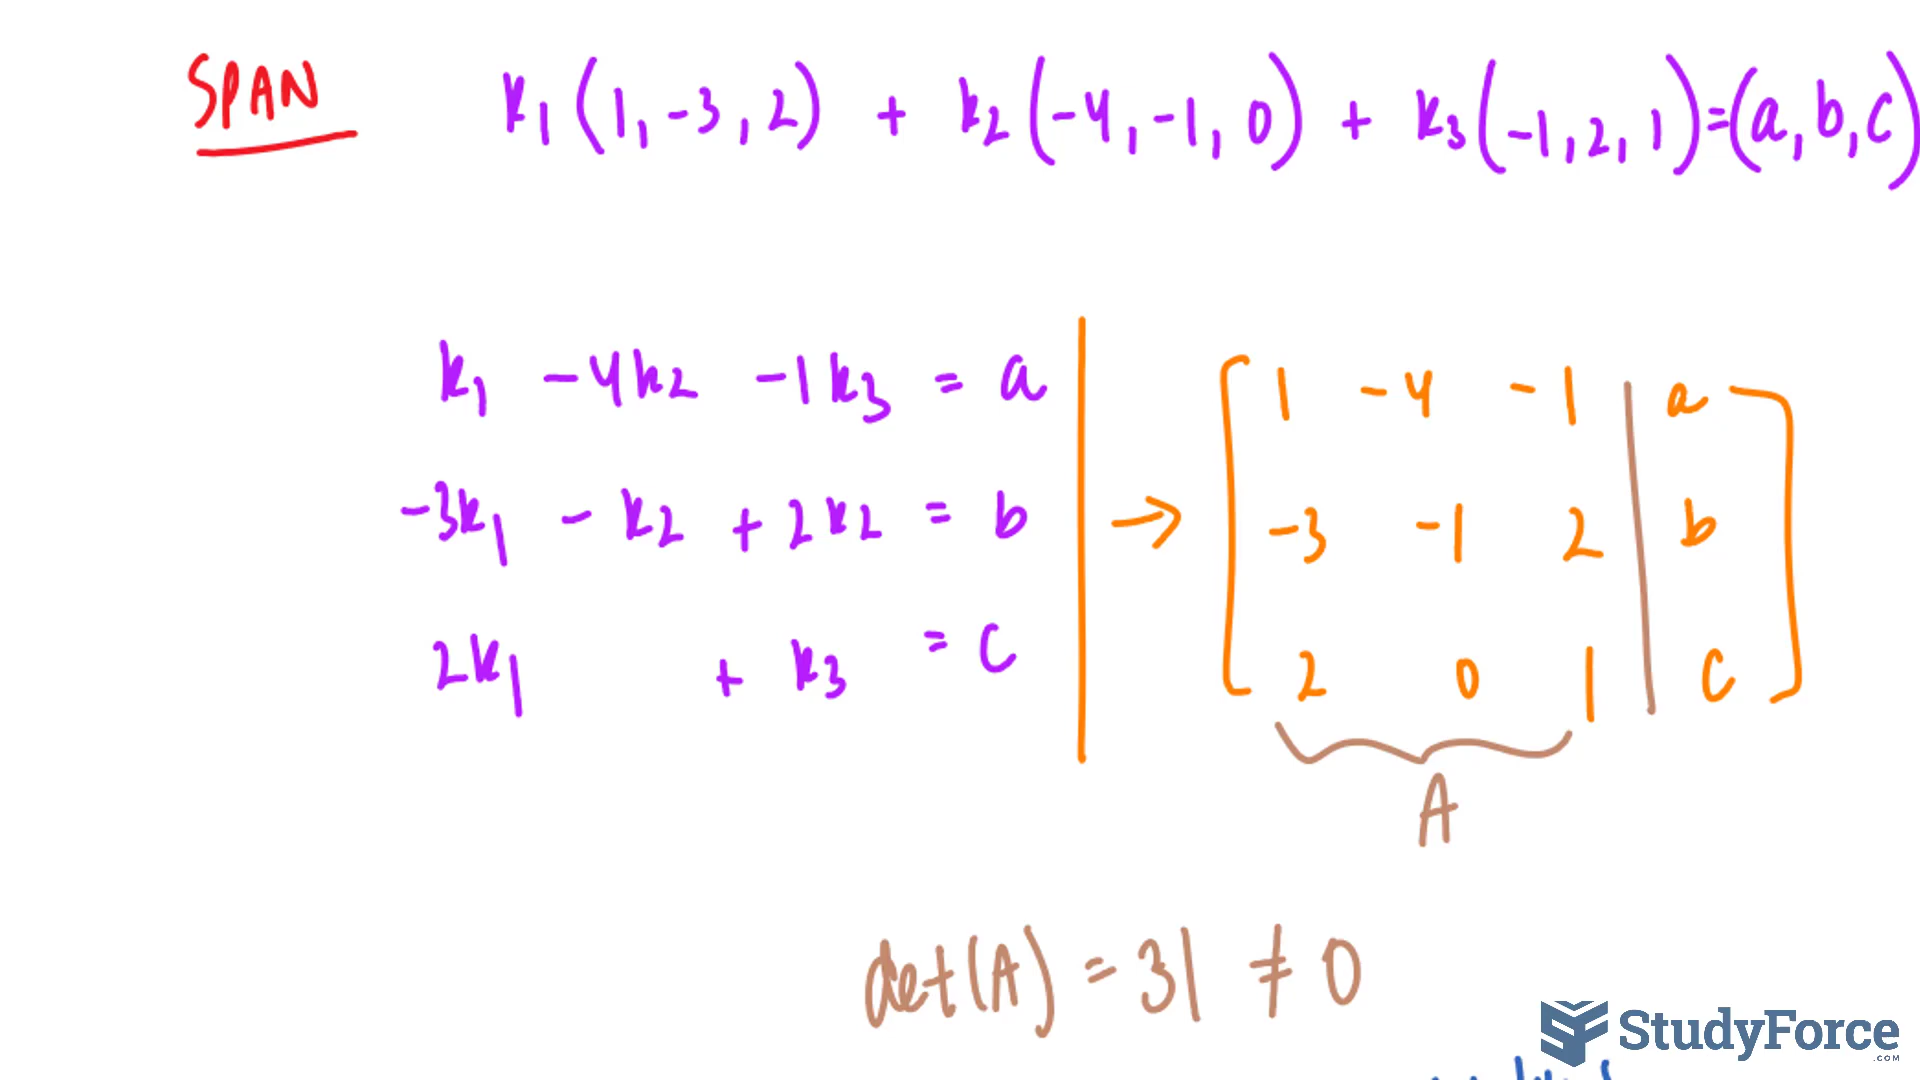 SPAN k₁(1,-3,2) + k₂(-4,-1,0) + k₃(-1,2,1)=(a,b,c)
k₁ -4k₂ -1k₃ = a
-3k₁ - k₂ + 2k₂ = b
2k₁ + k₃ = c
→
1 -4 -1 | a
-3 -1 2 | b
2 0 1 | c
A
det(A) = 31 ≠ 0
StudyForce
.COM